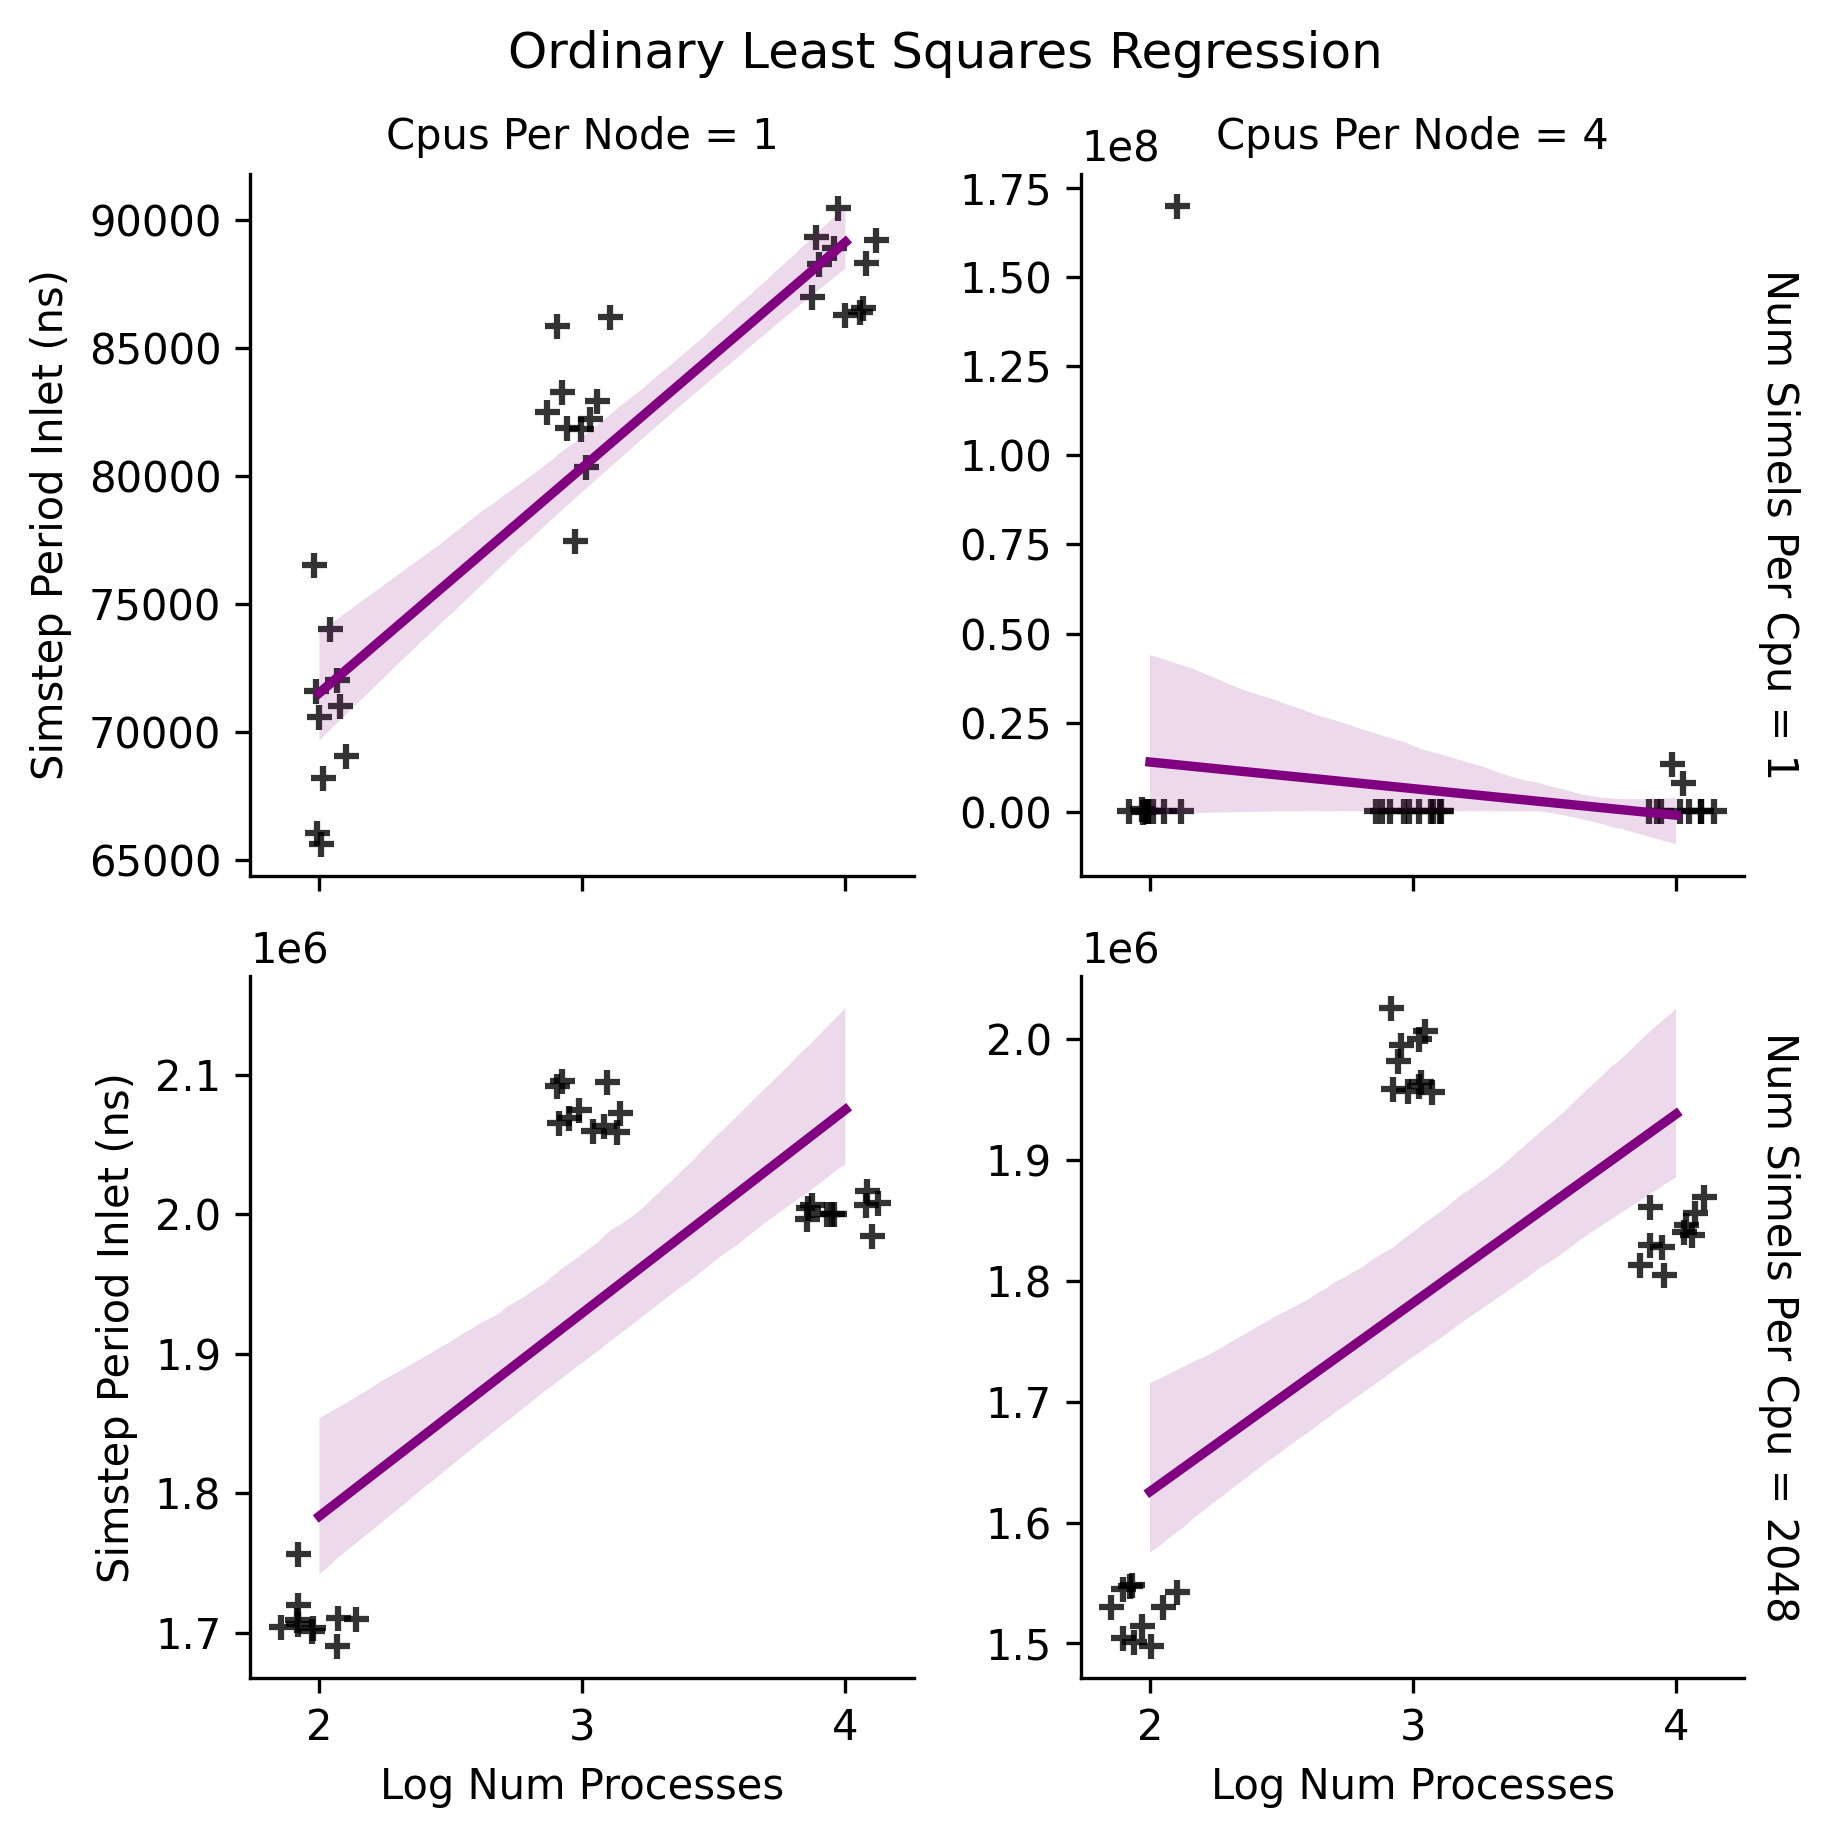 Ordinary Least Squares Regression
Cpus Per Node = 1
Cpus Per Node = 4
Simstep Period Inlet (ns)
90000
85000
80000
75000
70000
65000
1e8
1.75
1.50
1.25
1.00
0.75
0.50
0.25
0.00
Num Simels Per Cpu = 1
Simstep Period Inlet (ns)
1e6
2.1
2.0
1.9
1.8
1.7
2 3 4
Log Num Processes
1e6
2.0
1.9
1.8
1.7
1.6
1.5
2 3 4
Log Num Processes
Num Simels Per Cpu = 2048